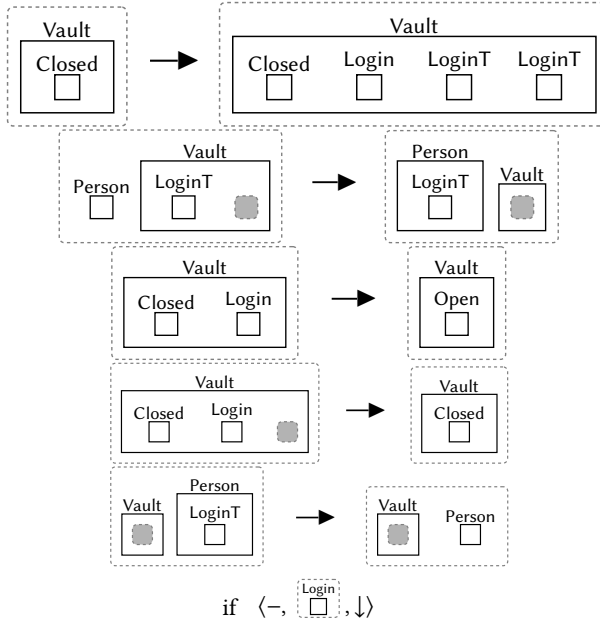 Vault
Vault
Closed
Closed Login LoginT LoginT
Vault
Person
Person LoginT
LoginT
Vault
Vault
Vault
Closed Login
Open
Vault
Vault
Closed Login
Closed
Person
Vault
LoginT
Vault
Person
if ⟨−, Login , ↓⟩